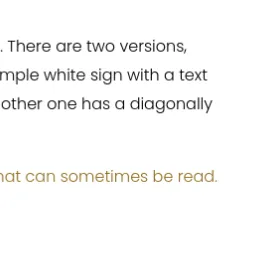 . There are two versions,
mple white sign with a text
other one has a diagonally
hat can sometimes be read.